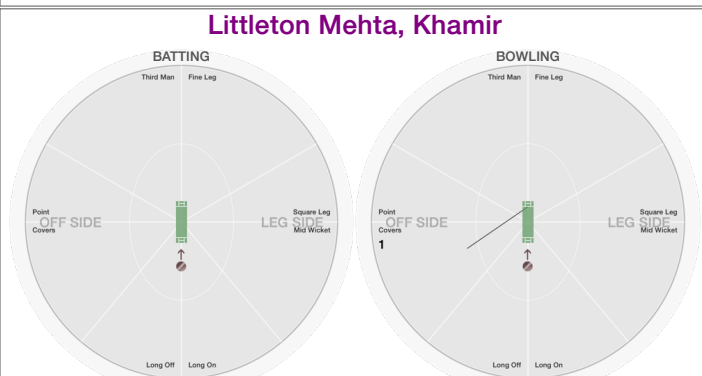 Littleton Mehta, Khamir
BATTING
Third Man Fine Leg
Point
OFF SIDE
Covers
Square Leg
LEG SIDE
Mid Wicket
Long Off Long On
BOWLING
Third Man Fine Leg
Point
OFF SIDE
Covers
1
Square Leg
LEG SIDE
Mid Wicket
Long Off Long On